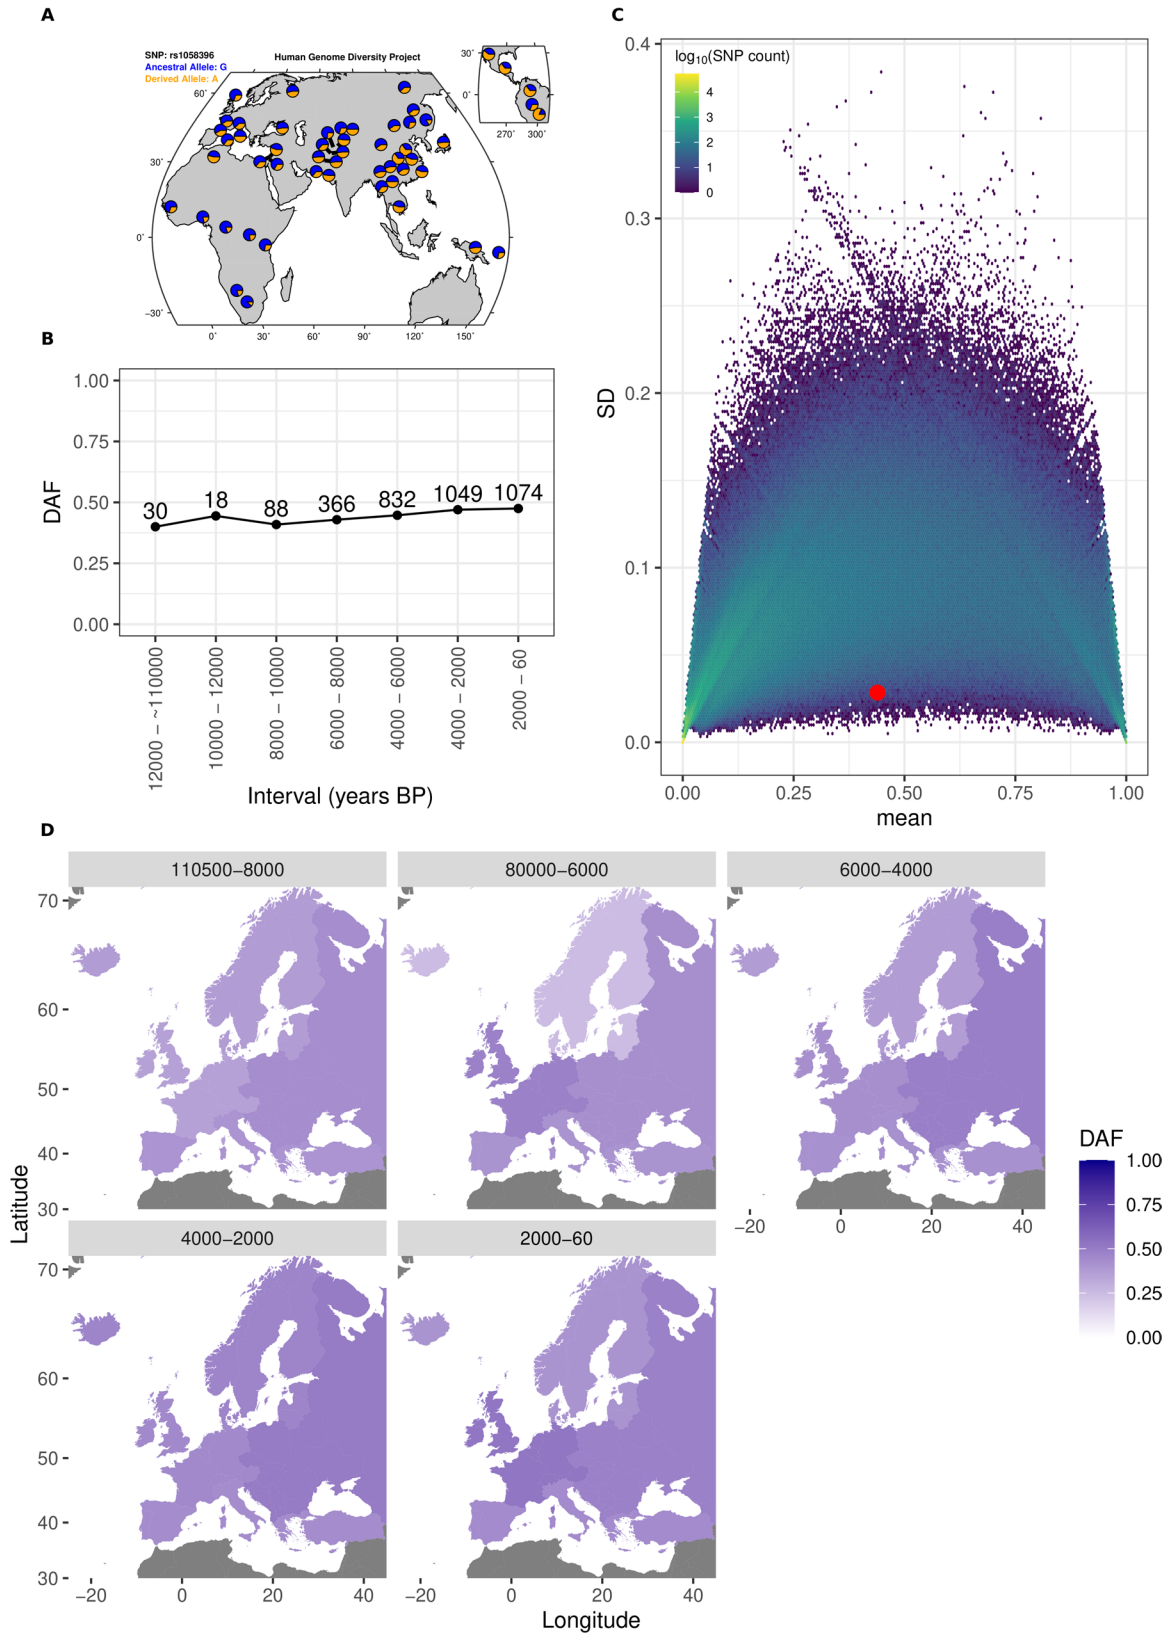 A
SNP: rs1058396
Ancestral Allele: G
Derived Allele: A
Human Genome Diversity Project
60˚
30˚
0˚
−30˚
0˚ 30˚ 60˚ 90˚ 120˚ 150˚
30˚
0˚
270˚ 300˚
B
DAF
1.00
0.75
0.50
0.25
0.00
30 18 88 366 832 1049 1074
12000 − ~110000
10000 − 12000
8000 − 10000
6000 − 8000
4000 − 6000
4000 − 2000
2000 − 60
Interval (years BP)
C
log10(SNP count)
4
3
2
1
0
SD
0.4
0.3
0.2
0.1
0.0
0.00 0.25 0.50 0.75 1.00
mean
D
110500−8000 80000−6000 6000−4000
70
60
50
40
30
−20 0 20 40
4000−2000 2000−60
70
60
50
40
30
−20 0 20 40 −20 0 20 40
Latitude
Longitude
DAF
1.00
0.75
0.50
0.25
0.00